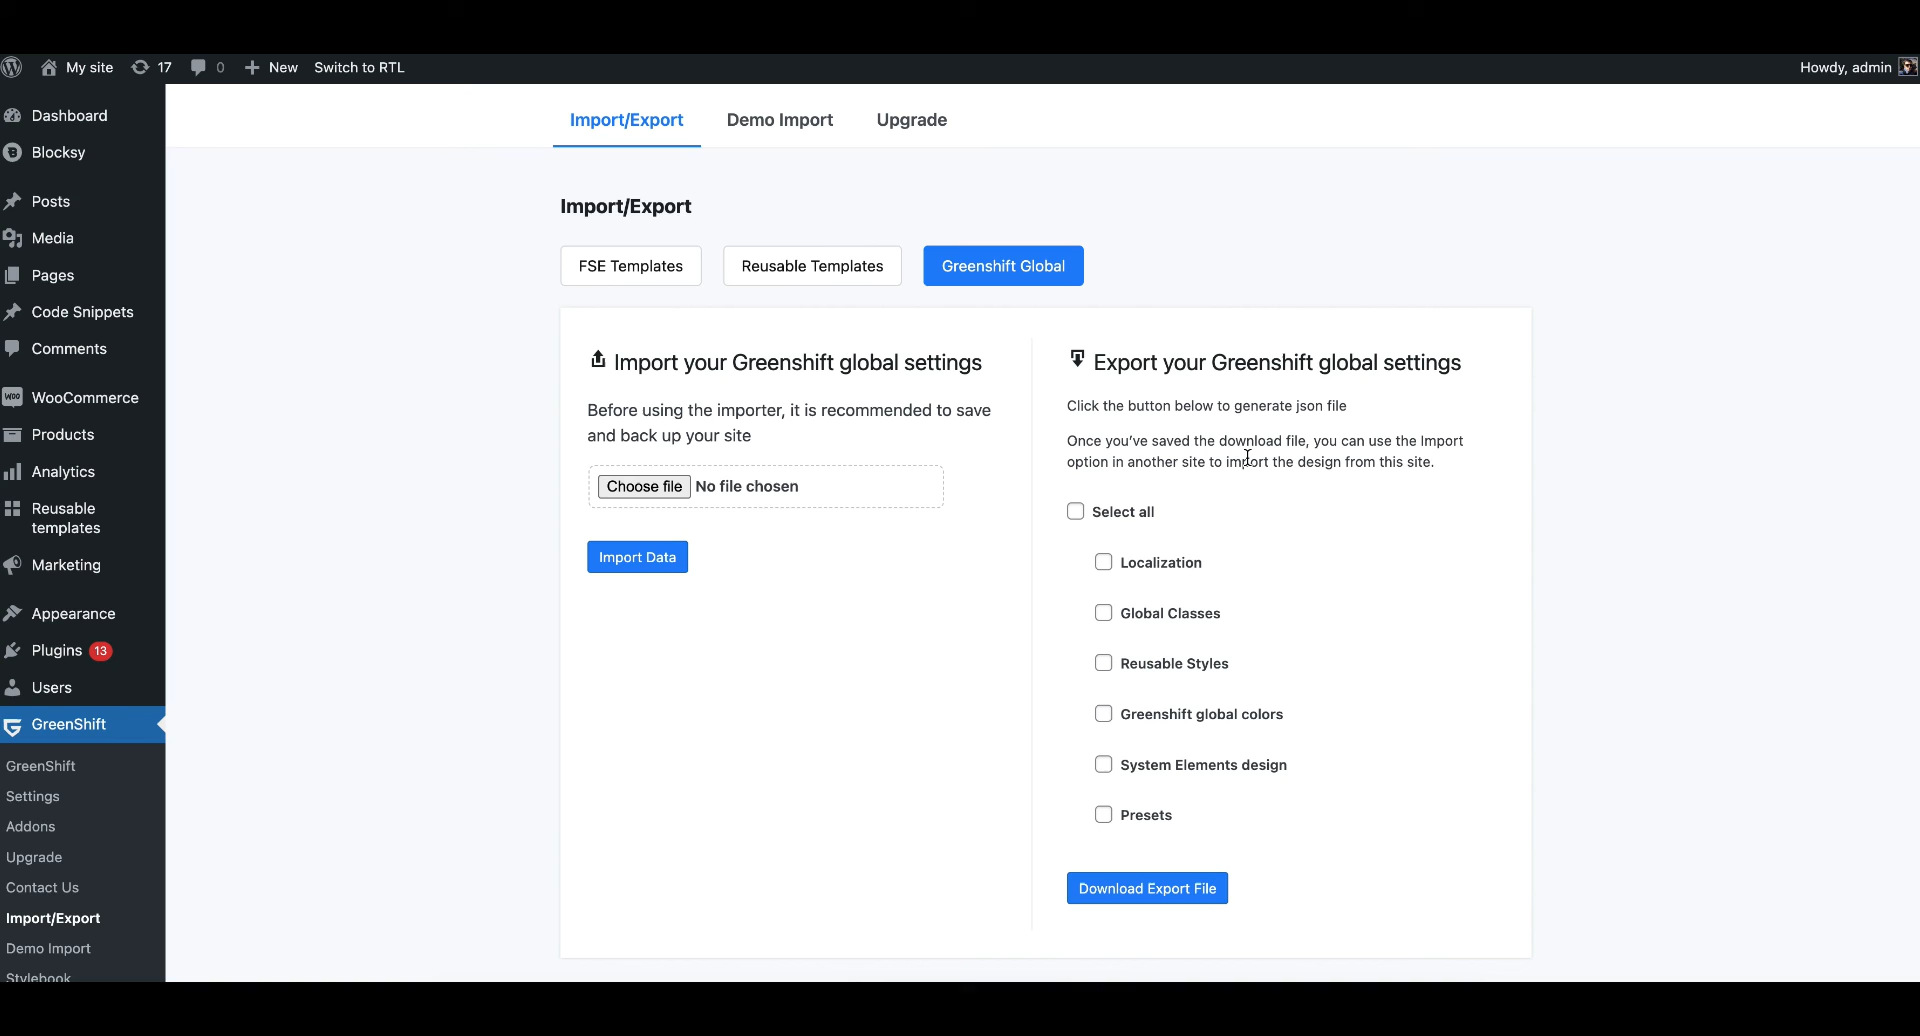 My site
17
0
New
Switch to RTL
Howdy, admin
Dashboard
Blocksy
Posts
Media
Pages
Code Snippets
Comments
WooCommerce
Products
Analytics
Reusable
templates
Marketing
Appearance
Plugins 13
Users
GreenShift
GreenShift
Settings
Addons
Upgrade
Contact Us
Import/Export
Demo Import
Stylebook
Import/Export
Demo Import
Upgrade
Import/Export
FSE Templates
Reusable Templates
Greenshift Global
Import your Greenshift global settings
Before using the importer, it is recommended to save
and back up your site
Choose file No file chosen
Import Data
Export your Greenshift global settings
Click the button below to generate json file
Once you've saved the download file, you can use the Import
option in another site to import the design from this site.
Select all
Localization
Global Classes
Reusable Styles
Greenshift global colors
System Elements design
Presets
Download Export File